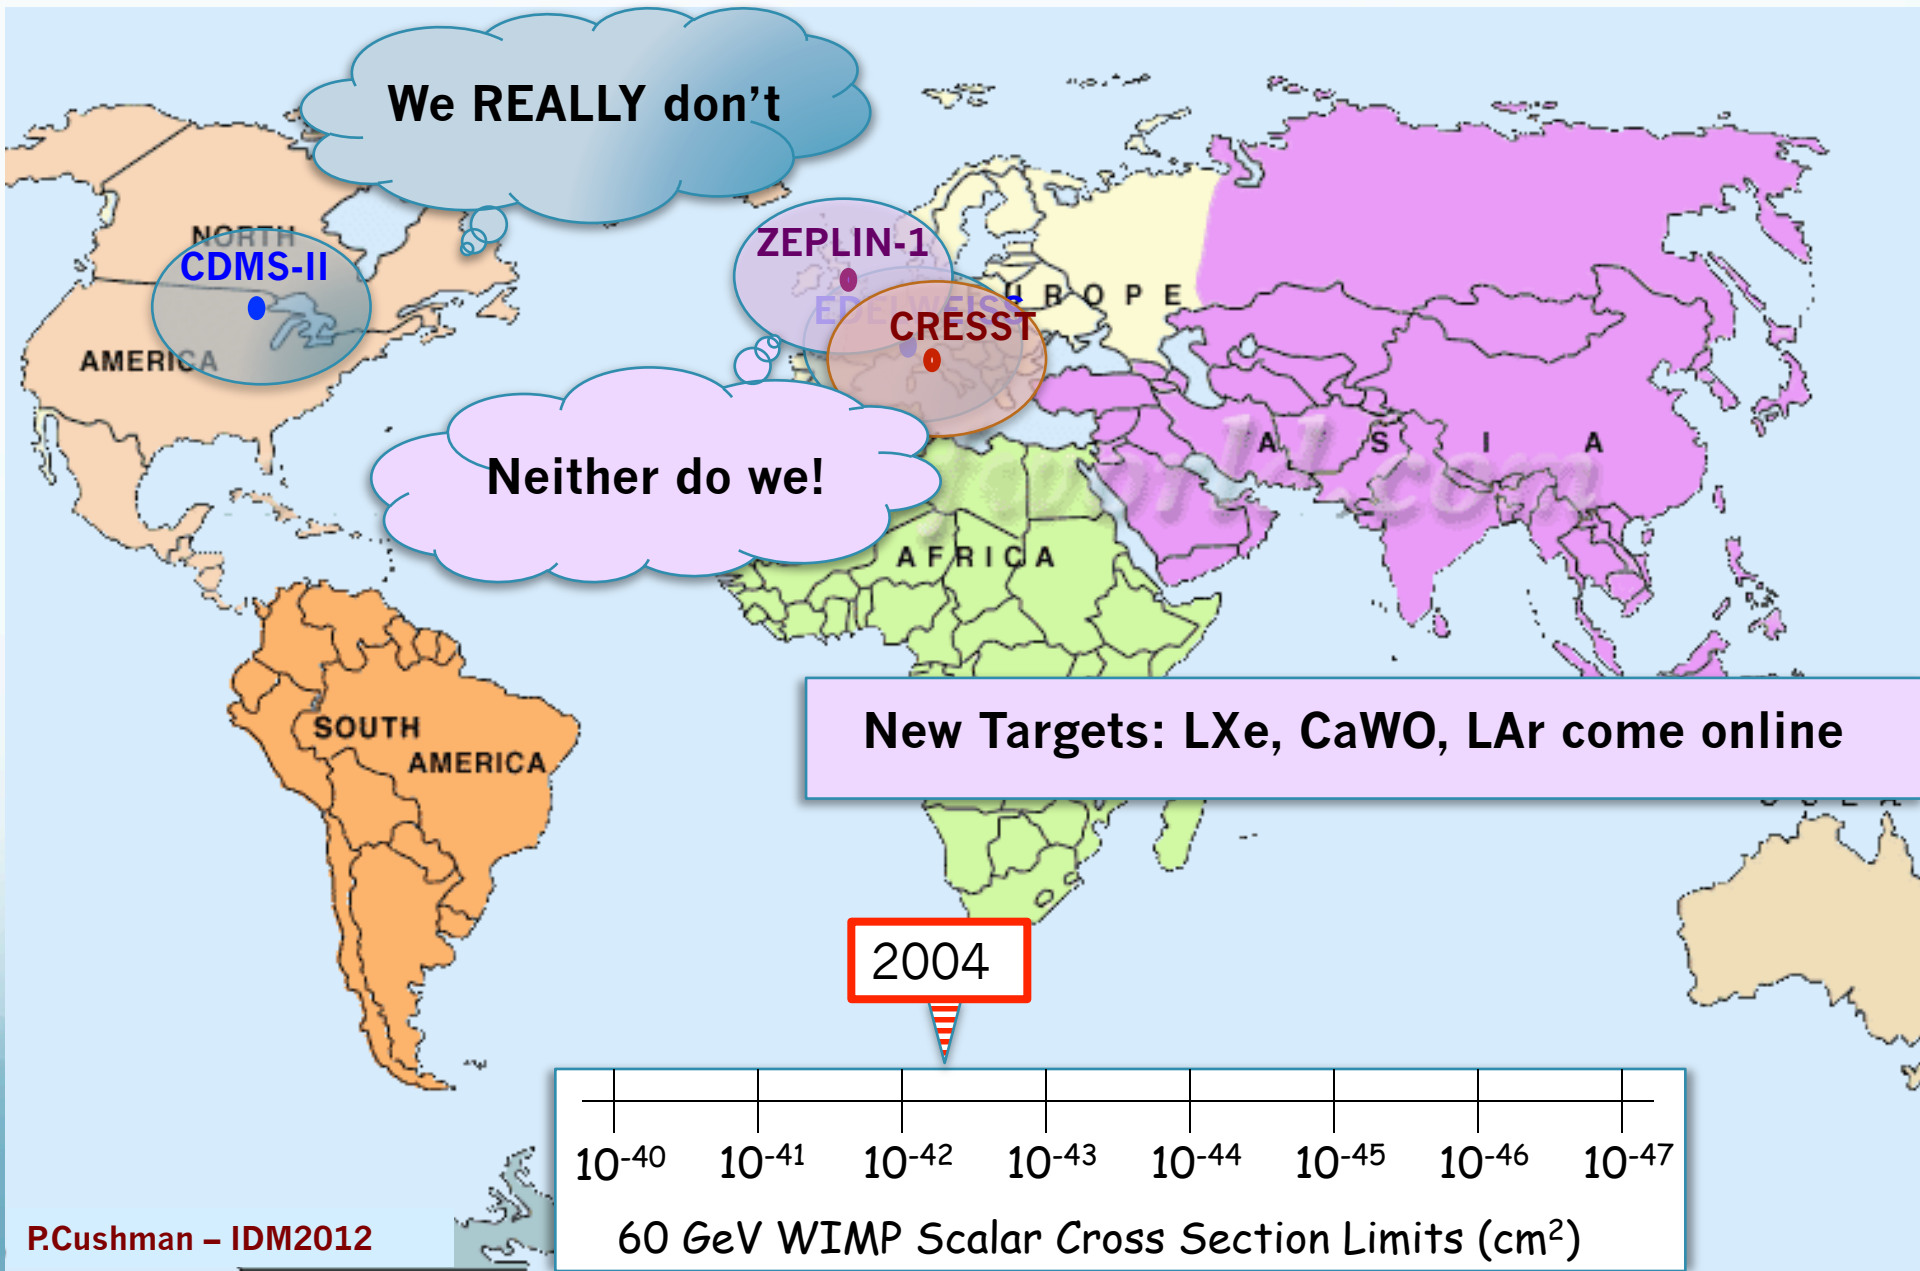 We REALLY don't
NORTH
CDMS-II
AMERICA
ZEPLIN-1
EDELWEISS
UROPE
CRESST
Neither do we!
ASIA
AFRICA
New Targets: LXe, CaWO, LAr come online
SOUTH
AMERICA
2004
10-40 10-41 10-42 10-43 10-44 10-45 10-46 10-47
60 GeV WIMP Scalar Cross Section Limits (cm2)
P.Cushman – IDM2012